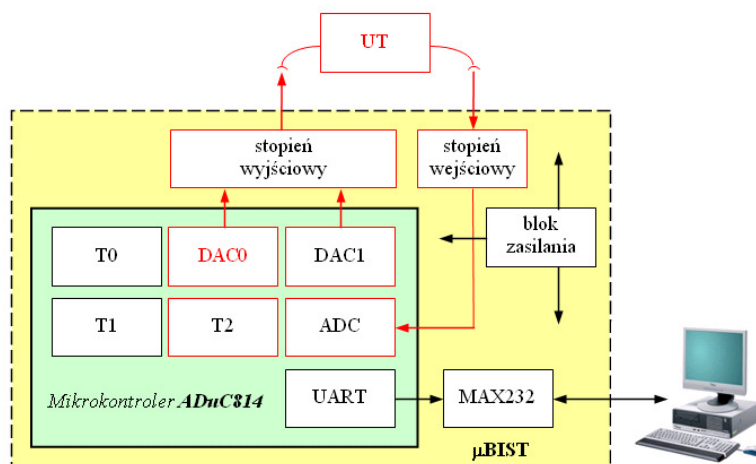 UT
stopień
wyjściowy
stopień
wejściowy
blok
zasilania
T0
DAC0
DAC1
T1
T2
ADC
Mikrokontroler ADuC814
UART
MAX232
µBIST